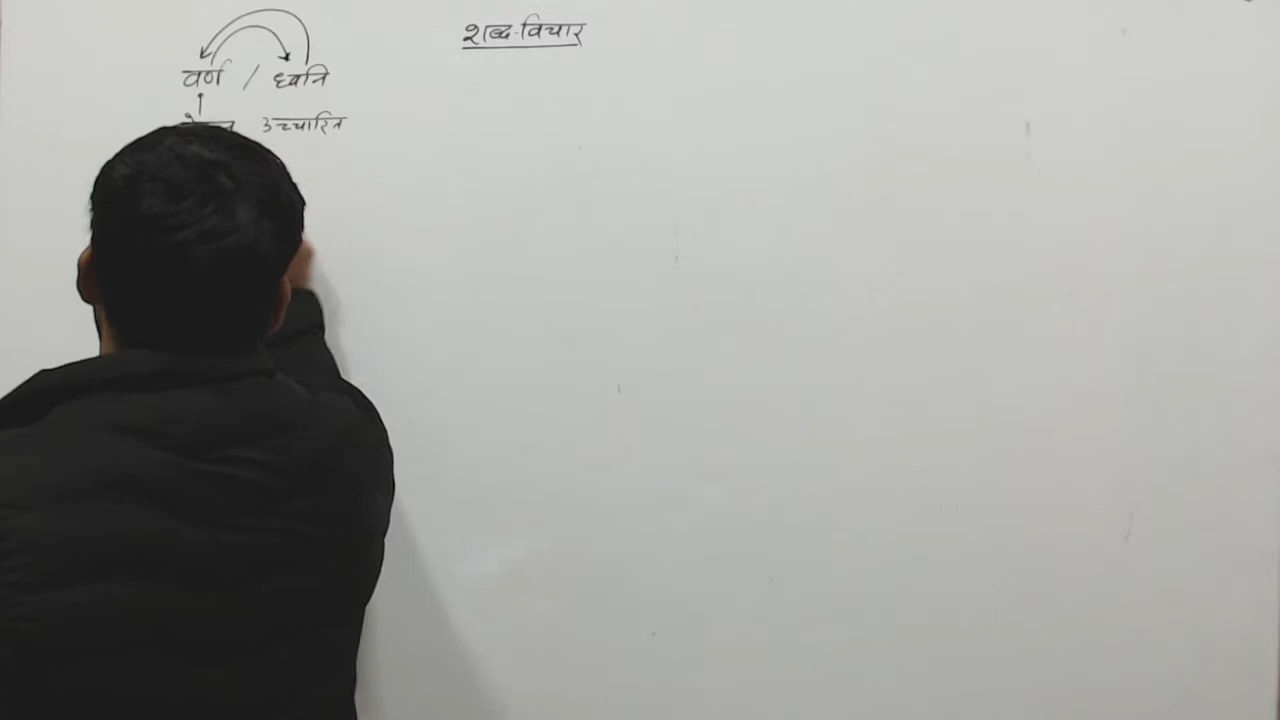 शब्द-विचार
वर्ण / ध्वनि
उच्चारित